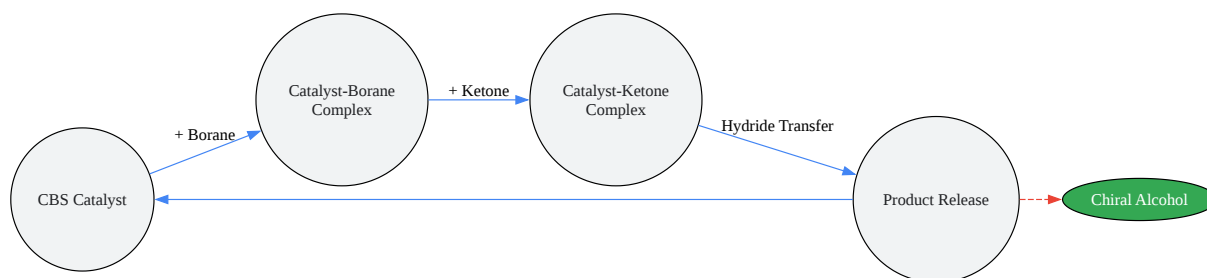 CBS Catalyst
+ Borane
Catalyst-Borane
Complex
+ Ketone
Catalyst-Ketone
Complex
Hydride Transfer
Product Release
Chiral Alcohol